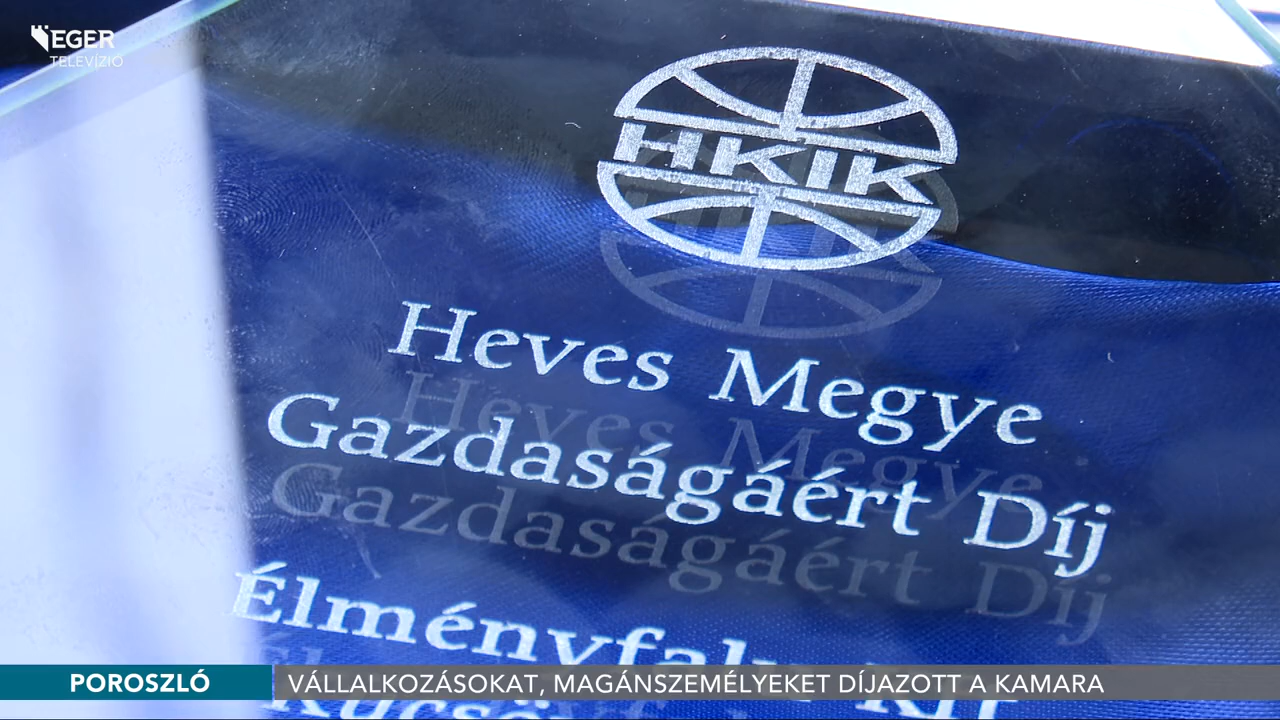 EGER
TELEVÍZIÓ
HKIK
Heves Megye
Gazdaságáért Díj
POROSZLÓ
VÁLLALKOZÁSOKAT, MAGÁNSZEMÉLYEKET DÍJAZOTT A KAMARA